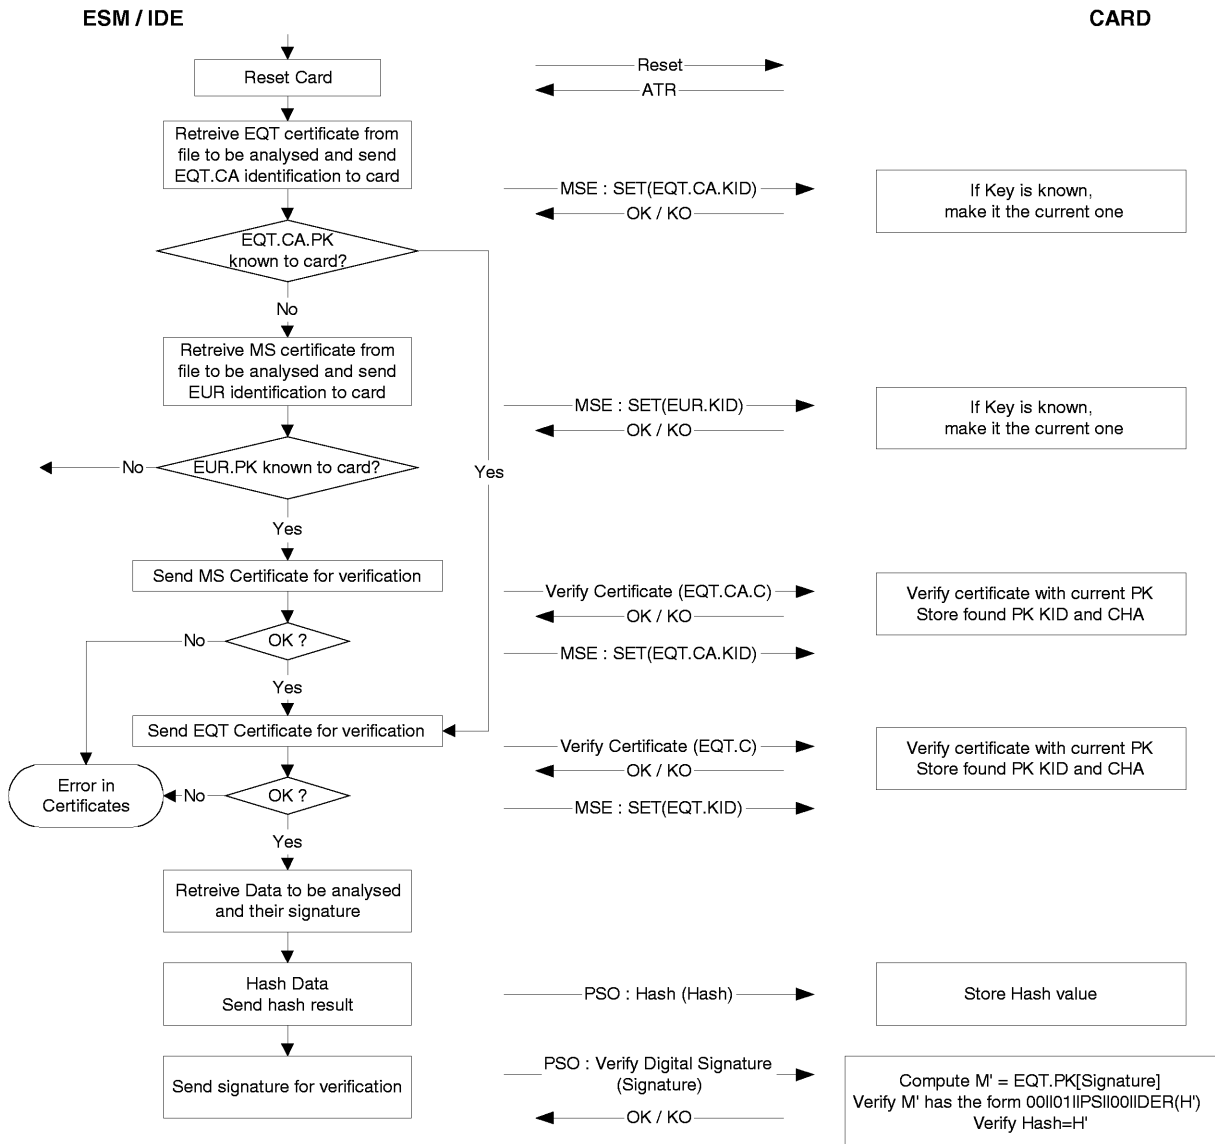 ESM / IDE
CARD
Reset Card
Reset
ATR
Retreive EQT certificate from
file to be analysed and send
EQT.CA identification to card
MSE : SET(EQT.CA.KID)
OK / KO
If Key is known,
make it the current one
EQT.CA.PK
known to card?
No
Retreive MS certificate from
file to be analysed and send
EUR identification to card
MSE : SET(EUR.KID)
OK / KO
If Key is known,
make it the current one
No
EUR.PK known to card?
Yes
Yes
Send MS Certificate for verification
Verify Certificate (EQT.CA.C)
OK / KO
Verify certificate with current PK
Store found PK KID and CHA
No
OK ?
MSE : SET(EQT.CA.KID)
Yes
Send EQT Certificate for verification
Verify Certificate (EQT.C)
OK / KO
Verify certificate with current PK
Store found PK KID and CHA
Error in
Certificates
No
OK ?
MSE : SET(EQT.KID)
Yes
Retreive Data to be analysed
and their signature
Hash Data
Send hash result
PSO : Hash (Hash)
Store Hash value
Send signature for verification
PSO : Verify Digital Signature
(Signature)
OK / KO
Compute M' = EQT.PK[Signature]
Verify M' has the form 00||01||PS||00||DER(H')
Verify Hash=H'